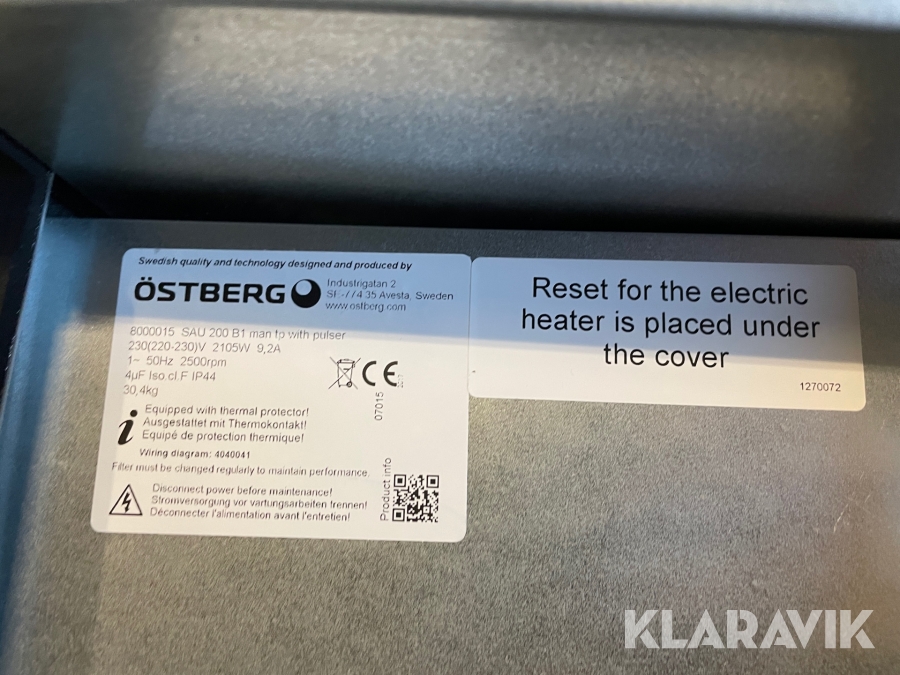 Swedish quality and technology designed and produced by
ÖSTBERG
Industrigatan 2
SE-774 35 Avesta, Sweden
www.ostberg.com
8000015 SAU 200 B1 man tp with pulser
230(220-230)V 2105W 9,2A
1~ 50Hz 2500rpm
4µF Iso.cl.F IP44
30,4kg
CE
07015
i
Equipped with thermal protector!
Ausgestattet mit Thermokontakt!
Equipé de protection thermique!
Wiring diagram: 4040041
Filter must be changed regularly to maintain performance.
Disconnect power before maintenance!
Stromversorgung vor vartungsarbeiten trennen!
Déconnecter l'alimentation avant l'entretien!
Product info
Reset for the electric
heater is placed under
the cover
1270072
KLARAVIK